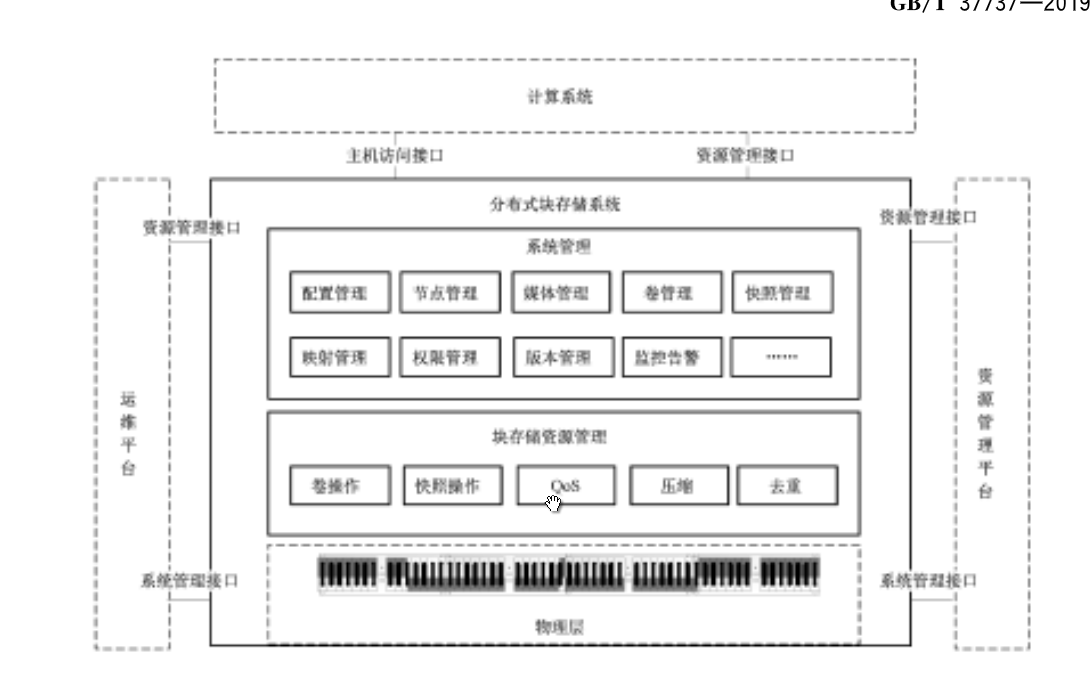 GB/T 37737—2019
计算系统
主机访问接口
资源管理接口
分布式块存储系统
资源管理接口
资源管理接口
系统管理
配置管理
节点管理
媒体管理
卷管理
快照管理
映射管理
权限管理
版本管理
监控告警
……
运维平台
资源管理平台
块存储资源管理
卷操作
快照操作
QoS
压缩
去重
系统管理接口
系统管理接口
物理层